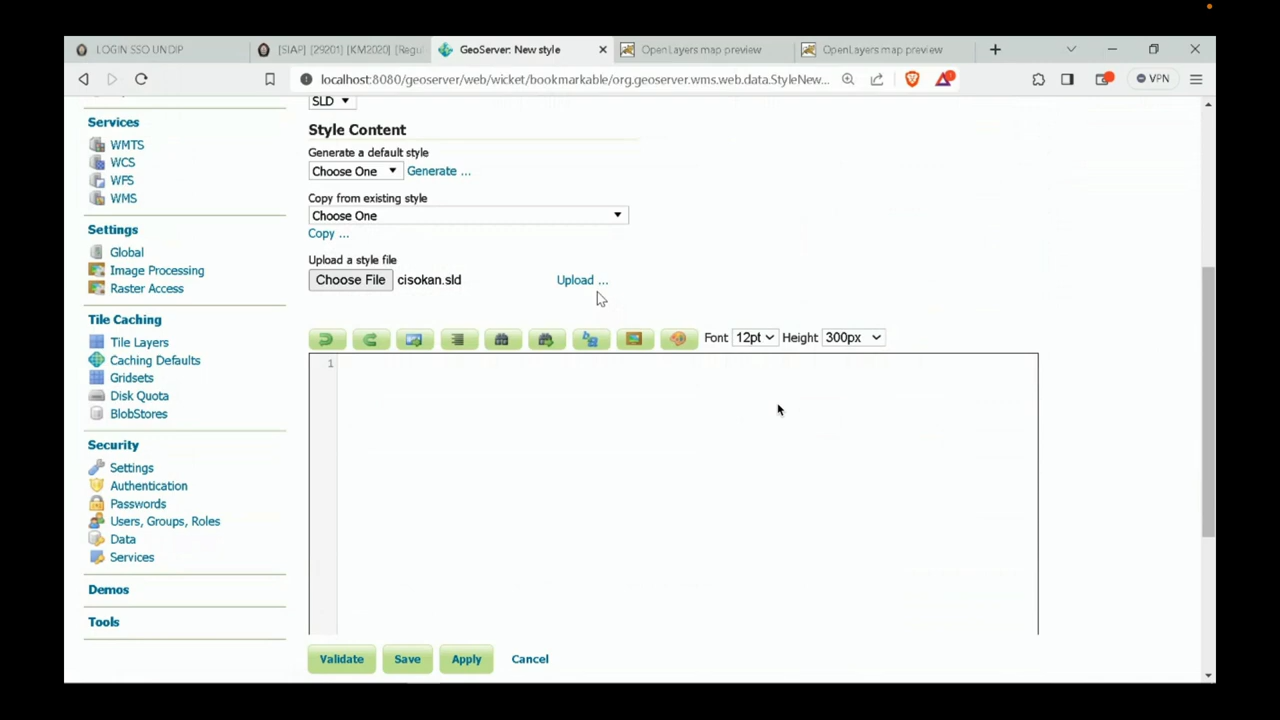 LOGIN SSO UNDIP
[SIAP] [29201] [KM2020] [Regul
GeoServer: New style
OpenLayers map preview
OpenLayers map preview
localhost:8080/geoserver/web/wicket/bookmarkable/org.geoserver.wms.web.data.StyleNew...
VPN
SLD
Services
WMTS
WCS
WFS
WMS
Settings
Global
Image Processing
Raster Access
Tile Caching
Tile Layers
Caching Defaults
Gridsets
Disk Quota
BlobStores
Security
Settings
Authentication
Passwords
Users, Groups, Roles
Data
Services
Demos
Tools
Style Content
Generate a default style
Choose One Generate ...
Copy from existing style
Choose One
Copy ...
Upload a style file
Choose File cisokan.sld Upload ...
Font 12pt Height 300px
1
Validate Save Apply Cancel